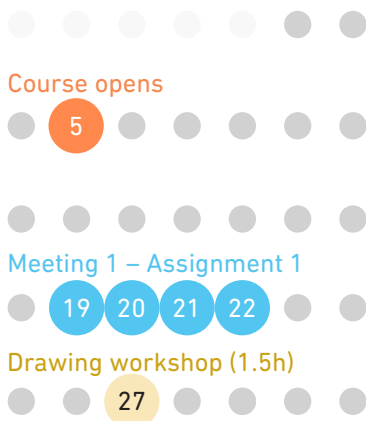 Course opens
5
Meeting 1 – Assignment 1
19 20 21 22
Drawing workshop (1.5h)
27